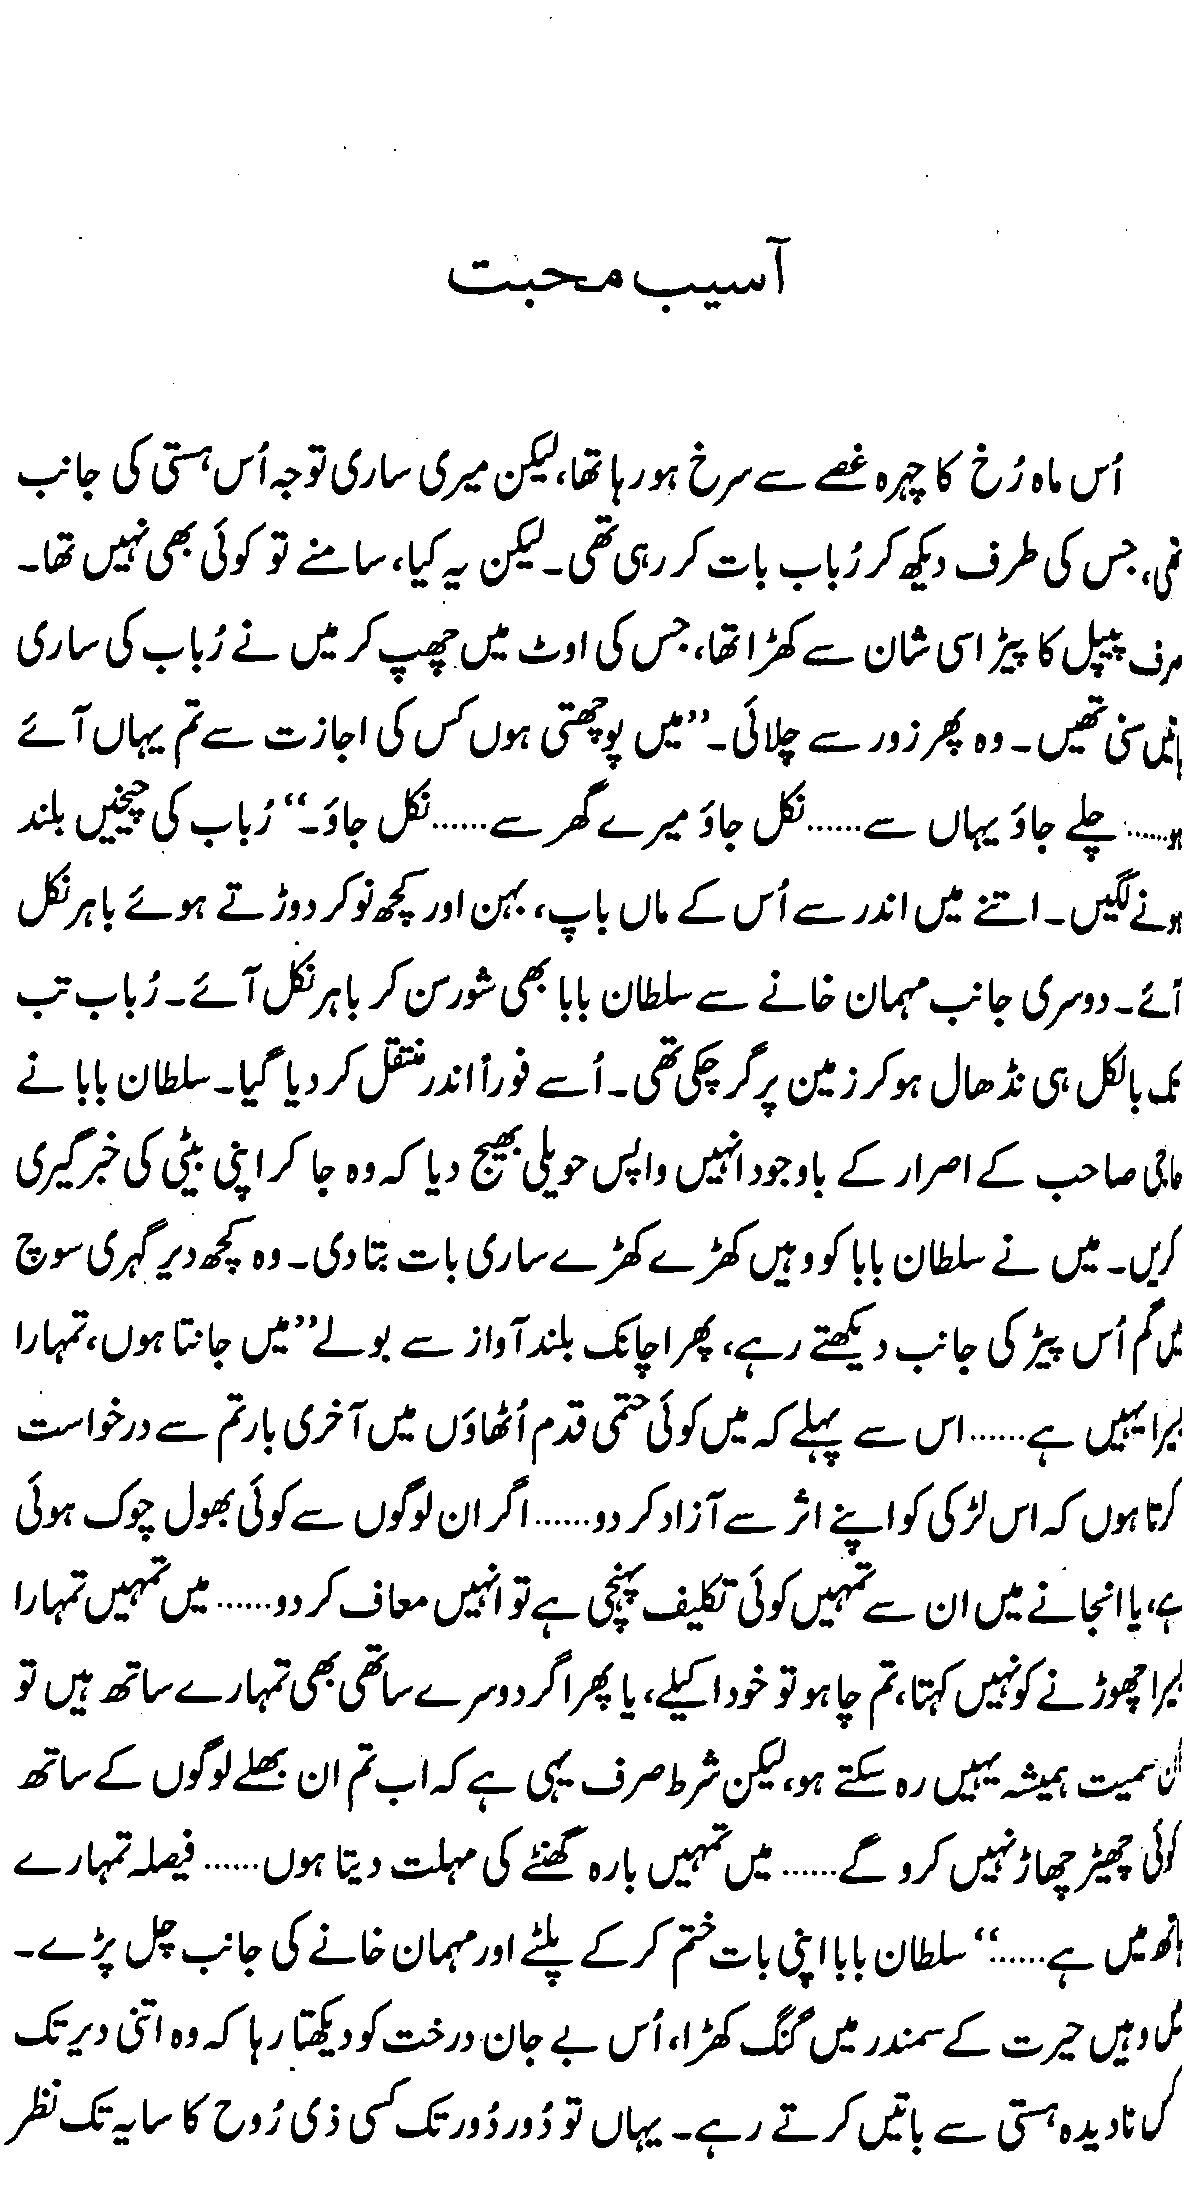 آسیب محبت
اُس ماہ رُخ کا چہرہ غصے سے سرخ ہو رہا تھا، لیکن میری ساری توجہ اُس ہستی کی جانب
تھی، جس کی طرف دیکھ کر رُباب بات کر رہی تھی۔ لیکن یہ کیا، سامنے تو کوئی بھی نہیں تھا۔
صرف پیپل کا پیڑ اسی شان سے کھڑا تھا، جس کی اوٹ میں چھپ کر میں نے رُباب کی ساری
باتیں سنی تھیں۔ وہ پھر زور سے چلائی۔ ”میں پوچھتی ہوں کس کی اجازت سے تم یہاں آئے
ہو...... چلے جاؤ یہاں سے...... نکل جاؤ میرے گھر سے...... نکل جاؤ۔“ رُباب کی چیخیں بلند
ہونے لگیں۔ اتنے میں اندر سے اُس کے ماں باپ، بہن اور کچھ نوکر دوڑتے ہوئے باہر نکل
آئے۔ دوسری جانب مہمان خانے سے سلطان بابا بھی شور سن کر باہر نکل آئے۔ رُباب تب
تک بالکل ہی نڈھال ہو کر زمین پر گر چکی تھی۔ اُسے فوراً اندر منتقل کر دیا گیا۔ سلطان بابا نے
حاجی صاحب کے اصرار کے باوجود انہیں واپس حویلی بھیج دیا کہ وہ جا کر اپنی بیٹی کی خبر گیری
کریں۔ میں نے سلطان بابا کو وہیں کھڑے کھڑے ساری بات بتا دی۔ وہ کچھ دیر گہری سوچ
میں گم اُس پیڑ کی جانب دیکھتے رہے، پھر اچانک بلند آواز سے بولے ”میں جانتا ہوں، تمہارا
بسیرا یہیں ہے...... اس سے پہلے کہ میں کوئی حتمی قدم اُٹھاؤں میں آخری بار تم سے درخواست
کرتا ہوں کہ اس لڑکی کو اپنے اثر سے آزاد کر دو...... اگر ان لوگوں سے کوئی بھول چوک ہوئی
ہے، یا انجانے میں ان سے تمہیں کوئی تکلیف پہنچی ہے تو انہیں معاف کر دو...... میں تمہیں تمہارا
بسیرا چھوڑنے کو نہیں کہتا، تم چاہو تو خود اکیلے، یا پھر اگر دوسرے ساتھی بھی تمہارے ساتھ ہیں تو
ان سمیت ہمیشہ یہیں رہ سکتے ہو، لیکن شرط صرف یہی ہے کہ اب تم ان بھلے لوگوں کے ساتھ
کوئی چھیڑ چھاڑ نہیں کرو گے...... میں تمہیں بارہ گھنٹے کی مہلت دیتا ہوں...... فیصلہ تمہارے
ہاتھ میں ہے......“ سلطان بابا اپنی بات ختم کر کے پلٹے اور مہمان خانے کی جانب چل پڑے۔
میں وہیں حیرت کے سمندر میں گنگ کھڑا، اُس بے جان درخت کو دیکھتا رہا کہ وہ اتنی دیر تک
کس نادیدہ ہستی سے باتیں کرتے رہے۔ یہاں تو دُور دُور تک کسی ذی رُوح کا سایہ تک نظر